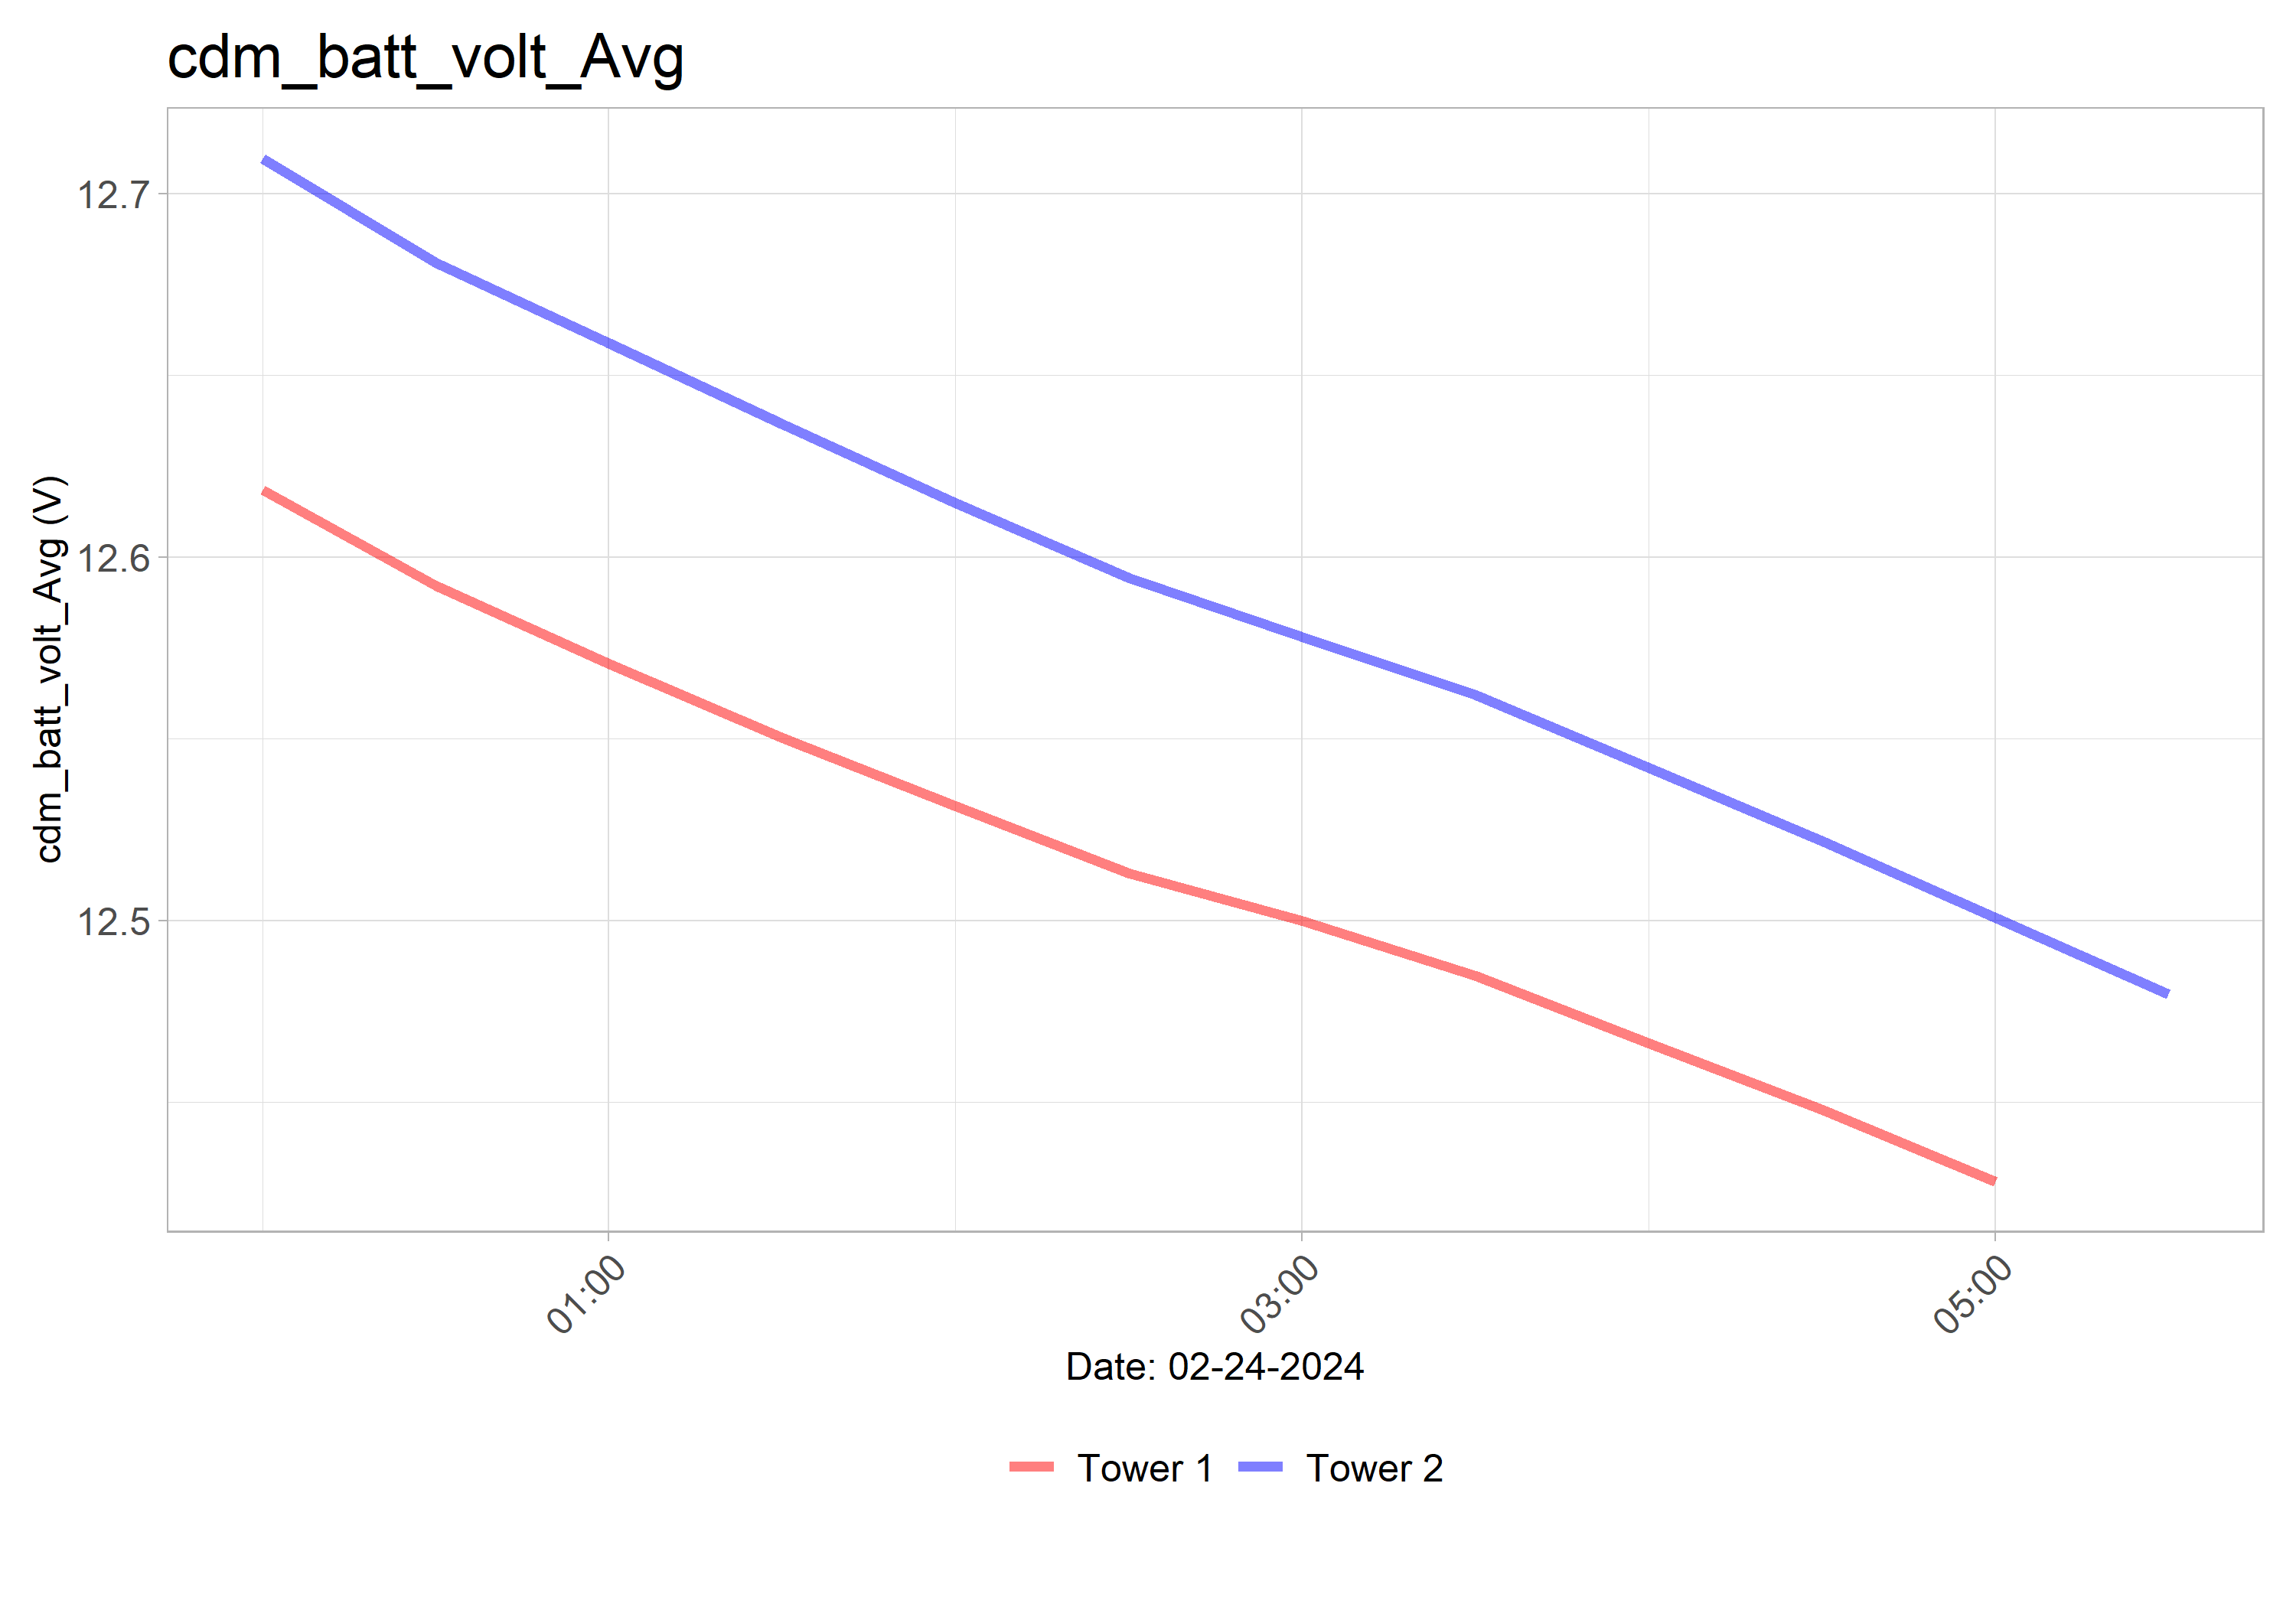 cdm_batt_volt_Avg
cdm_batt_volt_Avg (V)
12.7
12.6
12.5
01:00
03:00
05:00
Date: 02-24-2024
Tower 1
Tower 2